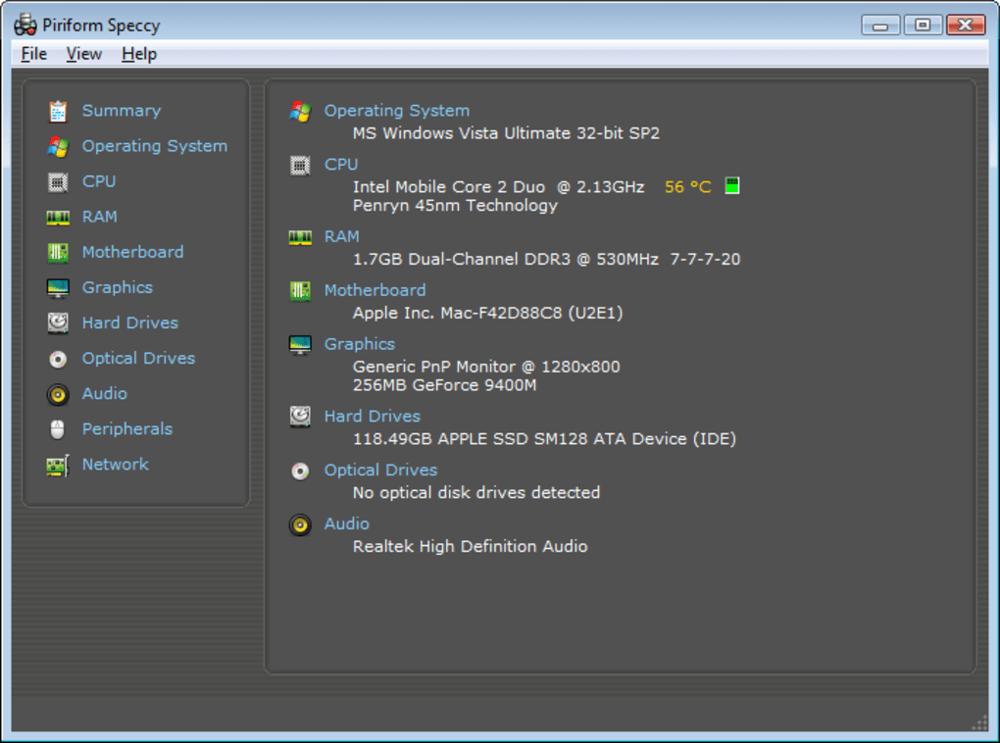 Piriform Speccy
File View Help
Summary
Operating System
CPU
RAM
Motherboard
Graphics
Hard Drives
Optical Drives
Audio
Peripherals
Network
Operating System
MS Windows Vista Ultimate 32-bit SP2
CPU
Intel Mobile Core 2 Duo @ 2.13GHz 56 °C
Penryn 45nm Technology
RAM
1.7GB Dual-Channel DDR3 @ 530MHz 7-7-7-20
Motherboard
Apple Inc. Mac-F42D88C8 (U2E1)
Graphics
Generic PnP Monitor @ 1280x800
256MB GeForce 9400M
Hard Drives
118.49GB APPLE SSD SM128 ATA Device (IDE)
Optical Drives
No optical disk drives detected
Audio
Realtek High Definition Audio